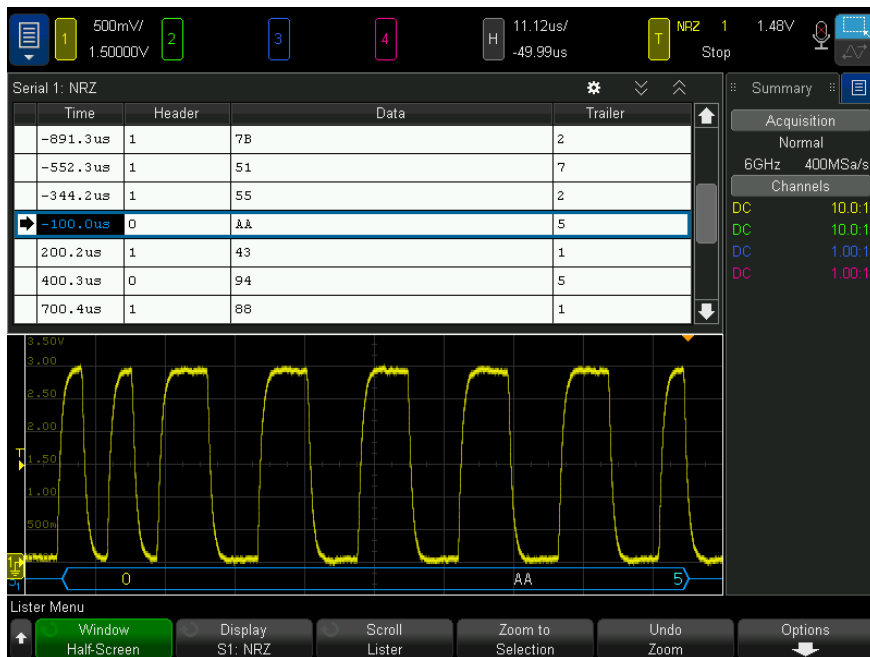 500mV/ 11.12us/ NRZ 1 1.48V
1 2 3 4 H T
1.50000V -49.99us Stop
Serial 1: NRZ
Summary
Time Header Data Trailer
-891.3us 1 7B 2
-552.3us 1 51 7
-344.2us 1 55 2
-100.0us 0 AA 5
200.2us 1 43 1
400.3us 0 94 5
700.4us 1 88 1
Acquisition
Normal
6GHz 400MSa/s
Channels
DC 10.0:1
DC 10.0:1
DC 1.00:1
DC 1.00:1
3.50V
3.00
2.50
2.00
T
1.50
1.00
500m
1
S1 0 AA 5
Lister Menu
Window Display Scroll Zoom to Undo Options
Half-Screen S1: NRZ Lister Selection Zoom